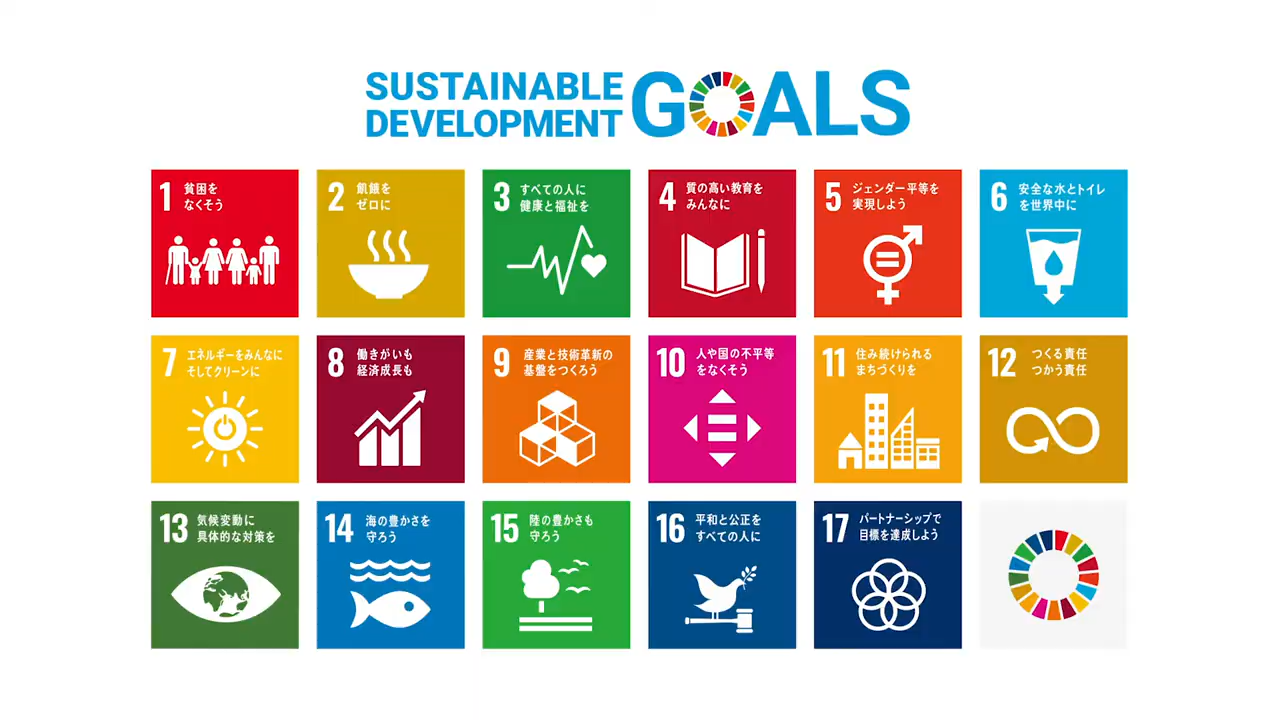 SUSTAINABLE
DEVELOPMENT
GOALS
1 貧困を
なくそう
2 飢餓を
ゼロに
3 すべての人に
健康と福祉を
4 質の高い教育を
みんなに
5 ジェンダー平等を
実現しよう
6 安全な水とトイレ
を世界中に
7 エネルギーをみんなに
そしてクリーンに
8 働きがいも
経済成長も
9 産業と技術革新の
基盤をつくろう
10 人や国の不平等
をなくそう
11 住み続けられる
まちづくりを
12 つくる責任
つかう責任
13 気候変動に
具体的な対策を
14 海の豊かさを
守ろう
15 陸の豊かさも
守ろう
16 平和と公正を
すべての人に
17 パートナーシップで
目標を達成しよう